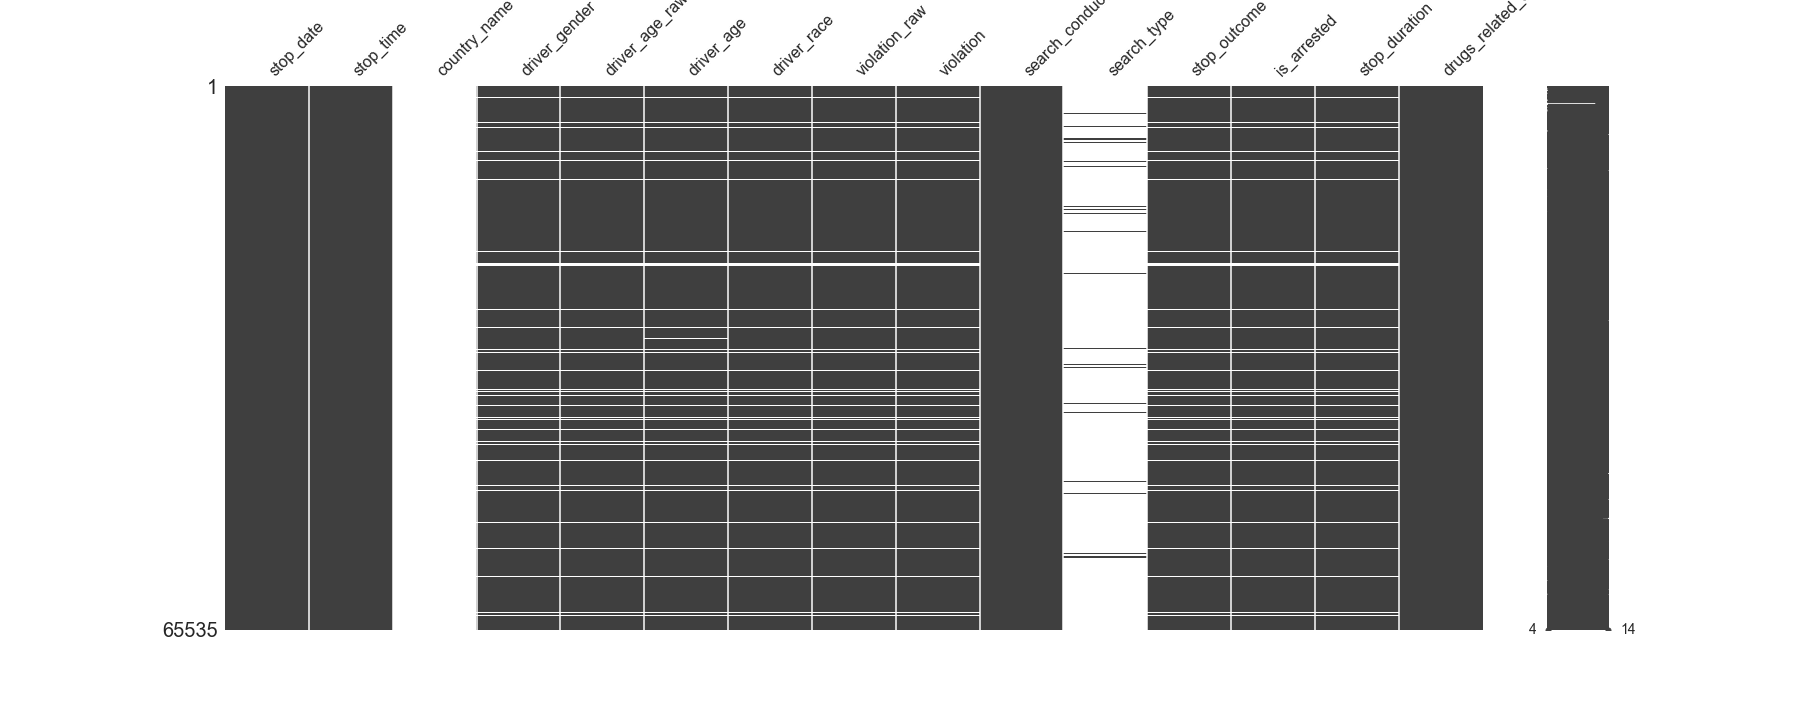 stop_date
stop_time
country_name
driver_gender
driver_age_raw
driver_age
driver_race
violation_raw
violation
search_conduc
search_type
stop_outcome
is_arrested
stop_duration
drugs_related_
1
65535
4
14